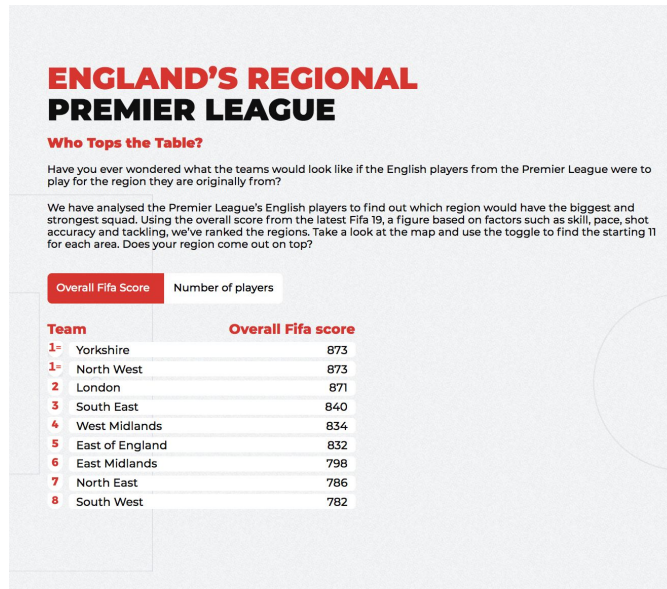 ENGLAND’S REGIONAL
PREMIER LEAGUE
Who Tops the Table?
Have you ever wondered what the teams would look like if the English players from the Premier League were to
play for the region they are originally from?
We have analysed the Premier League’s English players to find out which region would have the biggest and
strongest squad. Using the overall score from the latest Fifa 19, a figure based on factors such as skill, pace, shot
accuracy and tackling, we’ve ranked the regions. Take a look at the map and use the toggle to find the starting 11
for each area. Does your region come out on top?
Overall Fifa Score Number of players
Team Overall Fifa score
1= Yorkshire 873
1= North West 873
2 London 871
3 South East 840
4 West Midlands 834
5 East of England 832
6 East Midlands 798
7 North East 786
8 South West 782